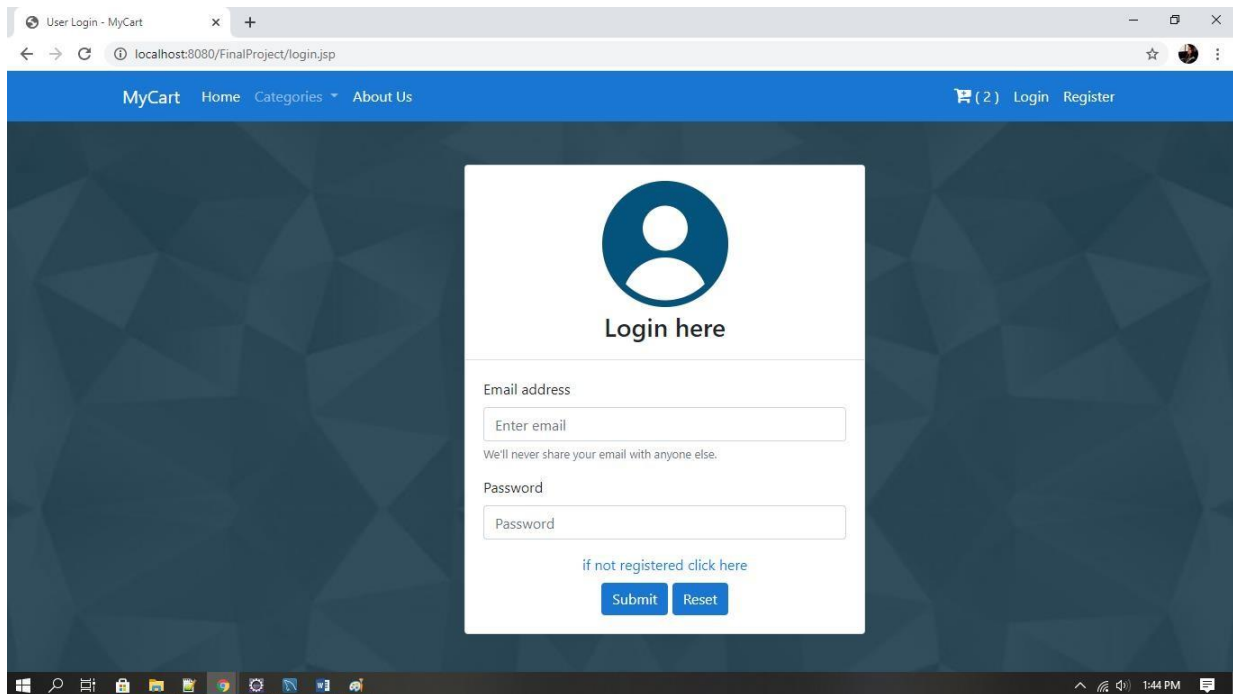 User Login - MyCart
localhost:8080/FinalProject/login.jsp
MyCart Home Categories About Us (2) Login Register
Login here
Email address
Enter email
We'll never share your email with anyone else.
Password
Password
if not registered click here
Submit Reset
1:44 PM